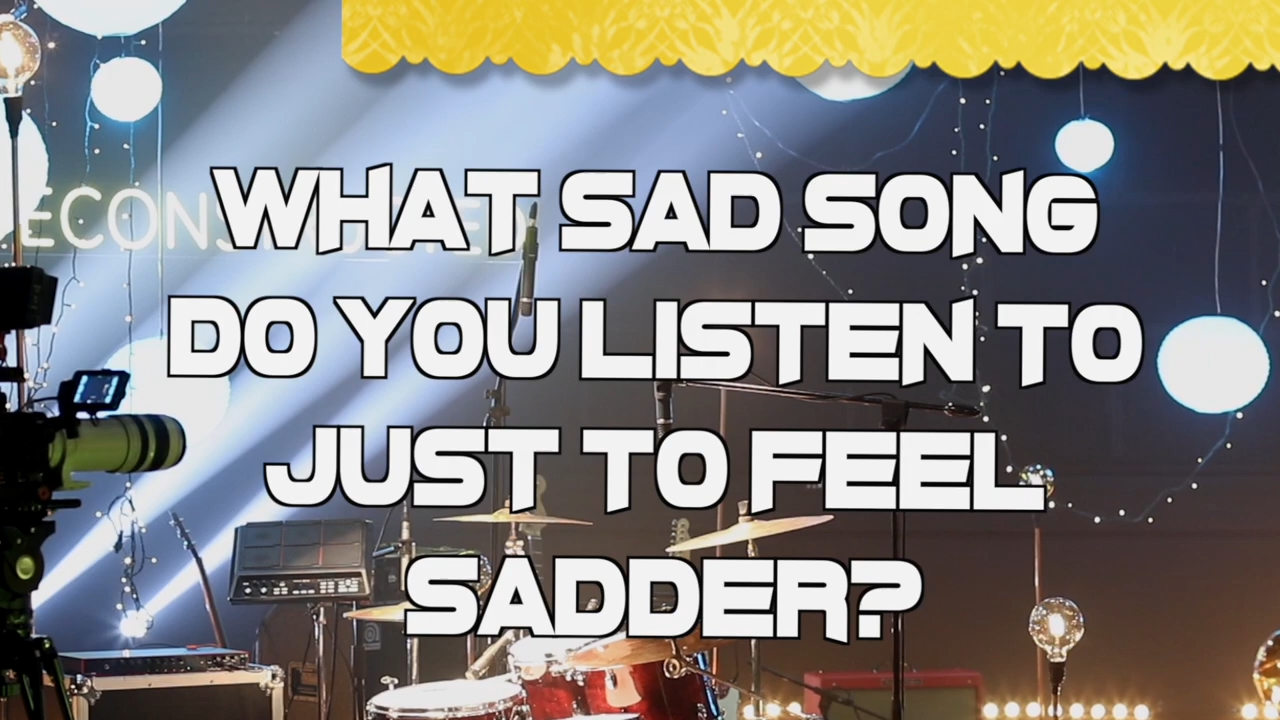 WHAT SAD SONG
DO YOU LISTEN TO
JUST TO FEEL
SADDER?